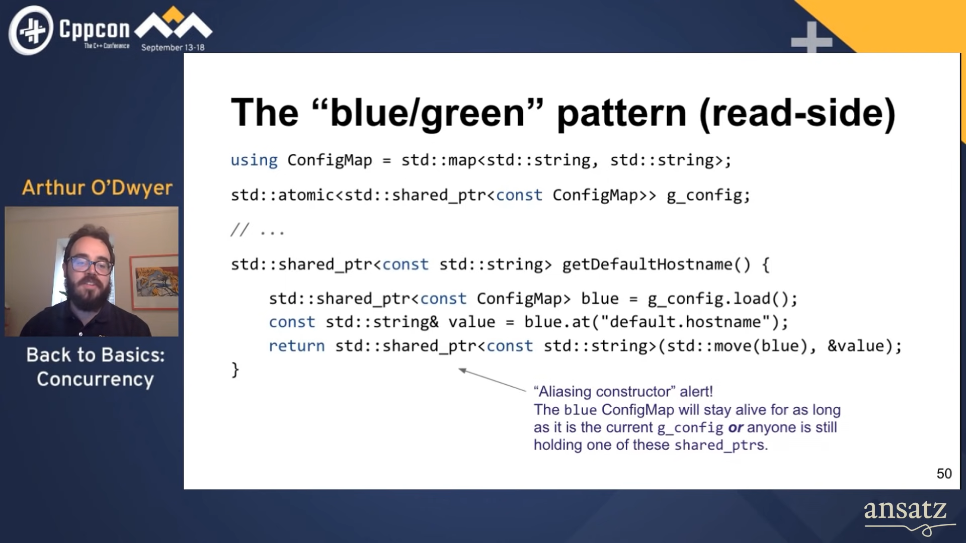 Cppcon
The C++ Conference
September 13-18
The “blue/green” pattern (read-side)
using ConfigMap = std::map<std::string, std::string>;
std::atomic<std::shared_ptr<const ConfigMap>> g_config;
// ...
std::shared_ptr<const std::string> getDefaultHostname() {
    std::shared_ptr<const ConfigMap> blue = g_config.load();
    const std::string& value = blue.at("default.hostname");
    return std::shared_ptr<const std::string>(std::move(blue), &value);
}
“Aliasing constructor” alert!
The blue ConfigMap will stay alive for as long
as it is the current g_config or anyone is still
holding one of these shared_ptrs.
50
Arthur O’Dwyer
Back to Basics:
Concurrency
ansatz